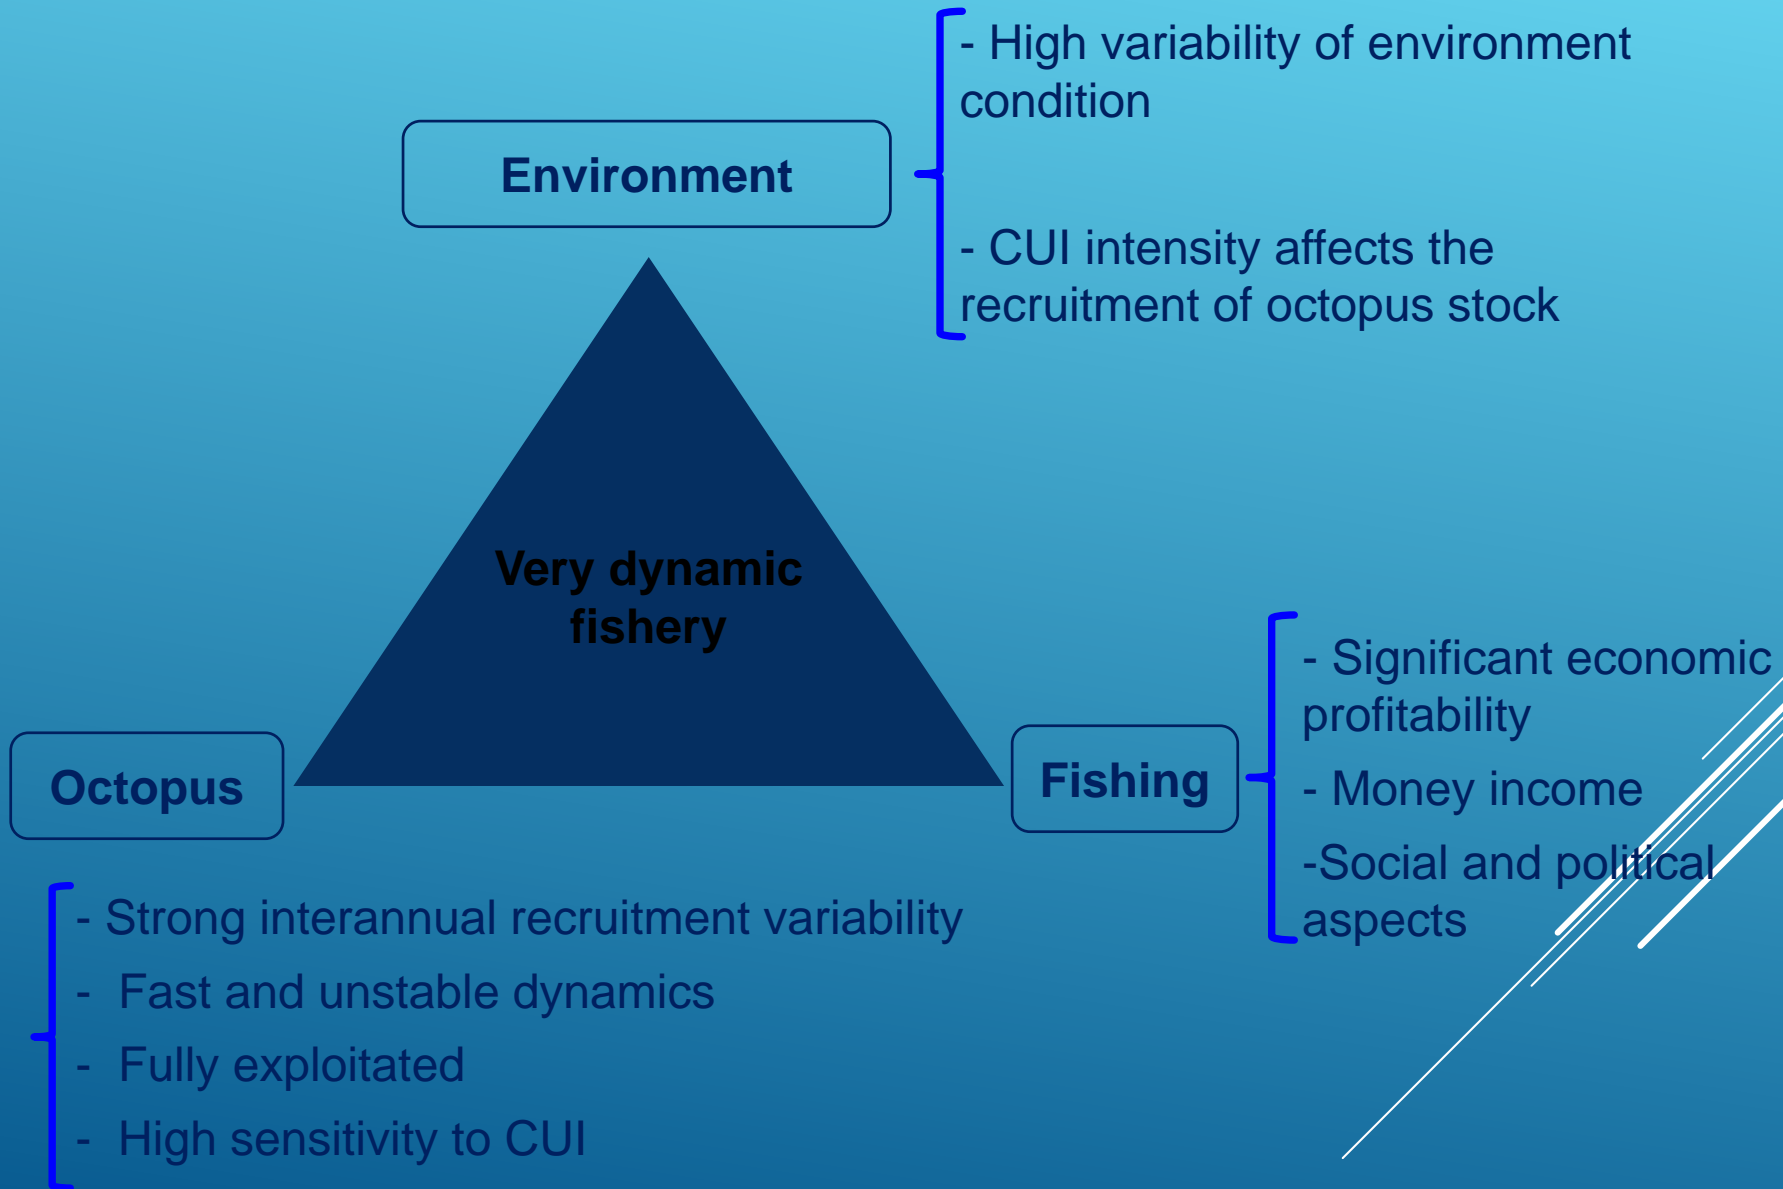 - High variability of environment
condition
- CUI intensity affects the
recruitment of octopus stock
Environment
Very dynamic
fishery
Octopus
- Strong interannual recruitment variability
- Fast and unstable dynamics
- Fully exploitated
- High sensitivity to CUI
Fishing
- Significant economic
profitability
- Money income
-Social and political
aspects